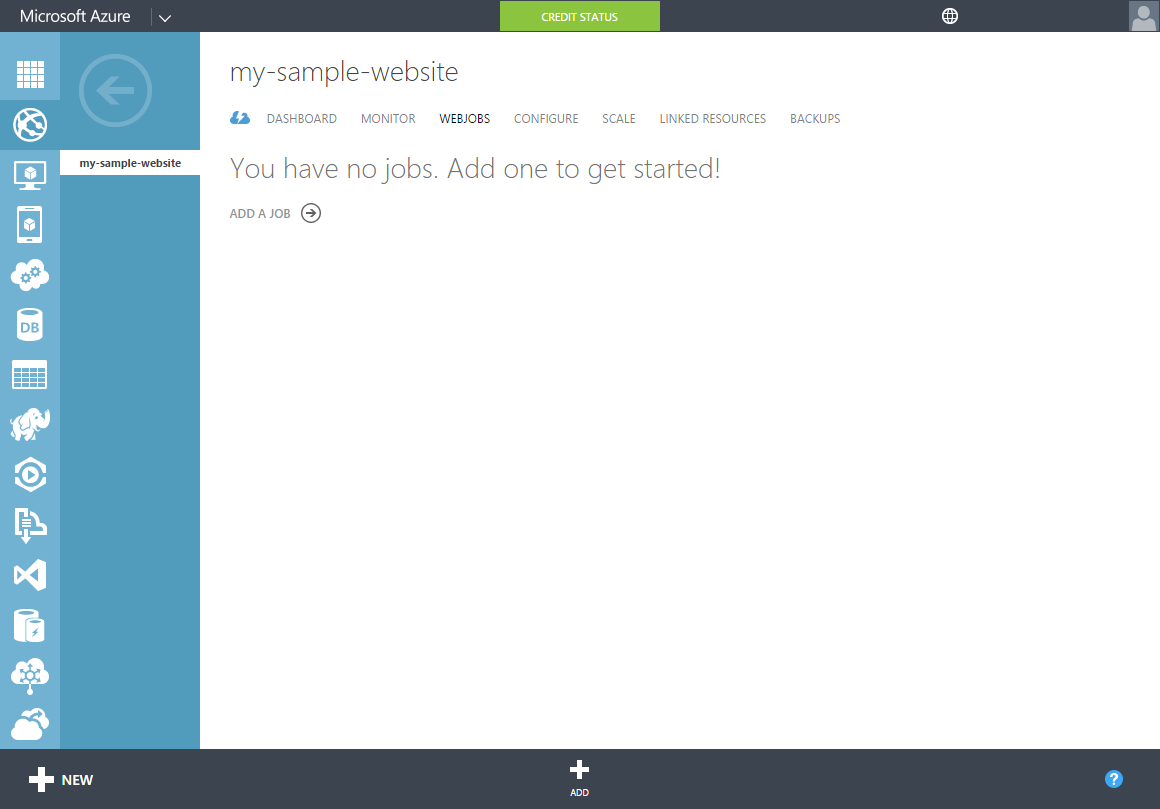 Microsoft Azure
CREDIT STATUS
my-sample-website
my-sample-website
DASHBOARD MONITOR WEBJOBS CONFIGURE SCALE LINKED RESOURCES BACKUPS
You have no jobs. Add one to get started!
ADD A JOB
DB
NEW
ADD
?